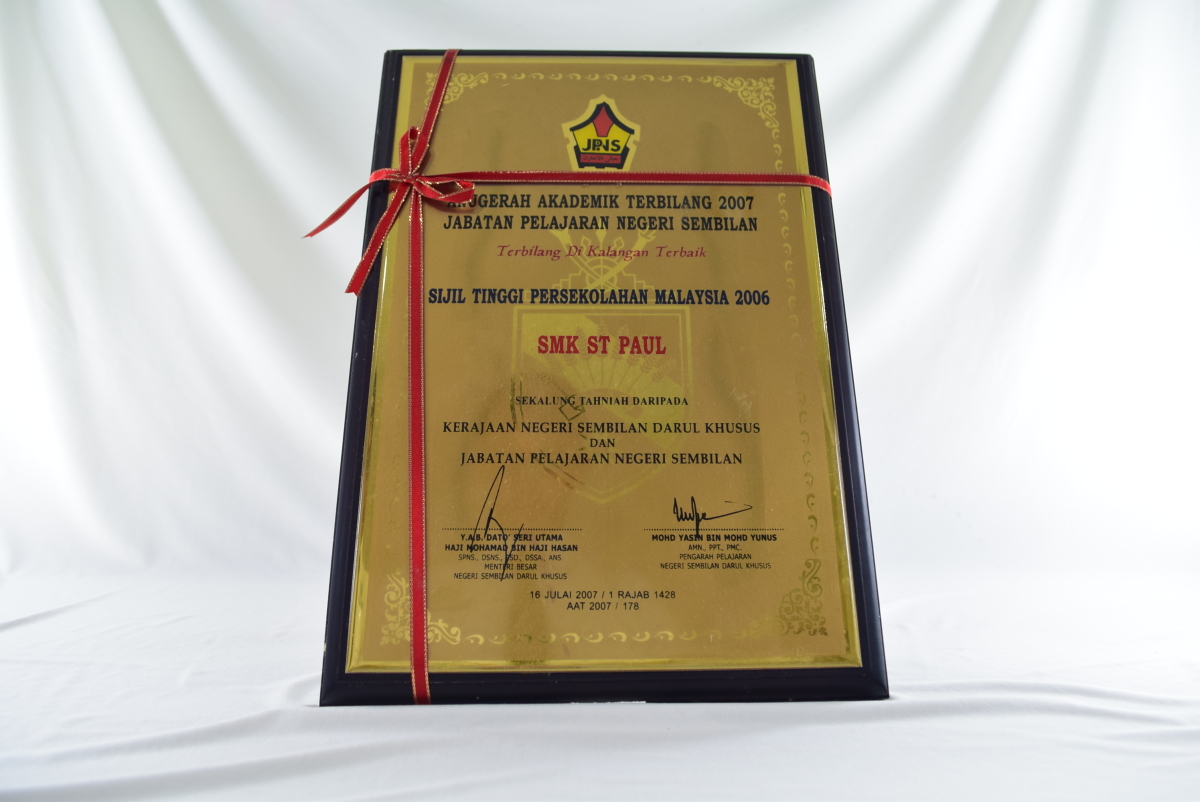 JPNS
ANUGERAH AKADEMIK TERBILANG 2007
JABATAN PELAJARAN NEGERI SEMBILAN
Terbilang Di Kalangan Terbaik
SIJIL TINGGI PERSEKOLAHAN MALAYSIA 2006
SMK ST PAUL
SEKALUNG TAHNIAH DARIPADA
KERAJAAN NEGERI SEMBILAN DARUL KHUSUS
DAN
JABATAN PELAJARAN NEGERI SEMBILAN
Y.A.B. DATO' SERI UTAMA
HAJI MOHAMAD BIN HAJI HASAN
SPNS., DSNS., PSD., DSSA., ANS
MENTERI BESAR
NEGERI SEMBILAN DARUL KHUSUS
MOHD YASIN BIN MOHD YUNUS
AMN., PPT., PMC.
PENGARAH PELAJARAN
NEGERI SEMBILAN DARUL KHUSUS
16 JULAI 2007 / 1 RAJAB 1428
AAT 2007 / 178